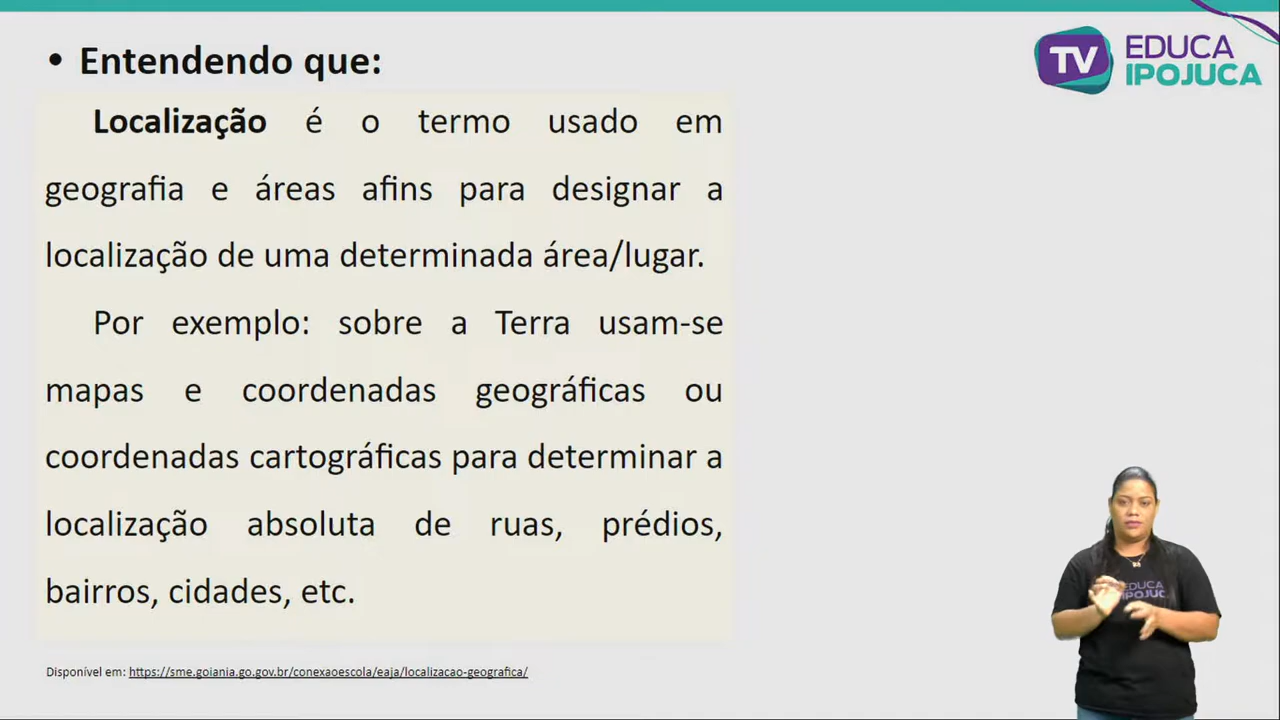 • Entendendo que:
TV EDUCA
IPOJUCA
Localização é o termo usado em
geografia e áreas afins para designar a
localização de uma determinada área/lugar.
Por exemplo: sobre a Terra usam-se
mapas e coordenadas geográficas ou
coordenadas cartográficas para determinar a
localização absoluta de ruas, prédios,
bairros, cidades, etc.
EDUCA
IPOJUC
Disponível em: https://sme.goiania.go.gov.br/conexaoescola/eaja/localizacao-geografica/